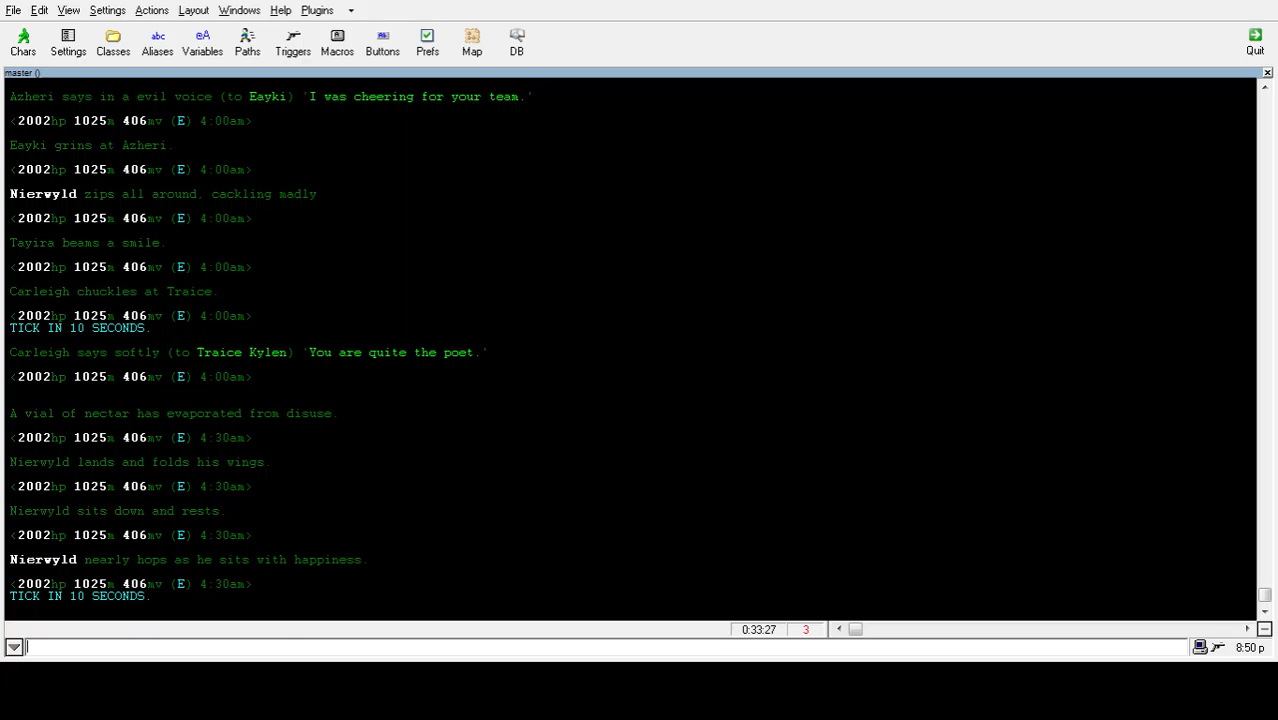 File Edit View Settings Actions Layout Windows Help Plugins
Chars Settings Classes Aliases Variables Paths Triggers Macros Buttons Prefs Map DB Quit
master ()
Azheri says in a evil voice (to Eayki) 'I was cheering for your team.'
<2002hp 1025m 406mv (E) 4:00am>
Eayki grins at Azheri.
<2002hp 1025m 406mv (E) 4:00am>
Nierwyld zips all around, cackling madly
<2002hp 1025m 406mv (E) 4:00am>
Tayira beams a smile.
<2002hp 1025m 406mv (E) 4:00am>
Carleigh chuckles at Traice.
<2002hp 1025m 406mv (E) 4:00am>
TICK IN 10 SECONDS.
Carleigh says softly (to Traice Kylen) 'You are quite the poet.'
<2002hp 1025m 406mv (E) 4:00am>
A vial of nectar has evaporated from disuse.
<2002hp 1025m 406mv (E) 4:30am>
Nierwyld lands and folds his wings.
<2002hp 1025m 406mv (E) 4:30am>
Nierwyld sits down and rests.
<2002hp 1025m 406mv (E) 4:30am>
Nierwyld nearly hops as he sits with happiness.
<2002hp 1025m 406mv (E) 4:30am>
TICK IN 10 SECONDS.
0:33:27 3
8:50 p